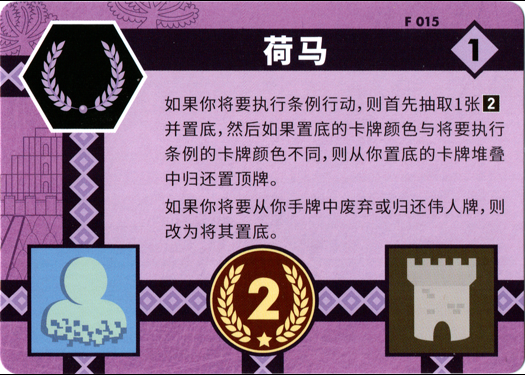 F 015
荷马
1
如果你将要执行条例行动,则首先抽取1张2
并置底,然后如果置底的卡牌颜色与将要执行
条例的卡牌颜色不同,则从你置底的卡牌堆叠
中归还置顶牌。
如果你将要从你手牌中废弃或归还伟人牌,则
改为将其置底。
2